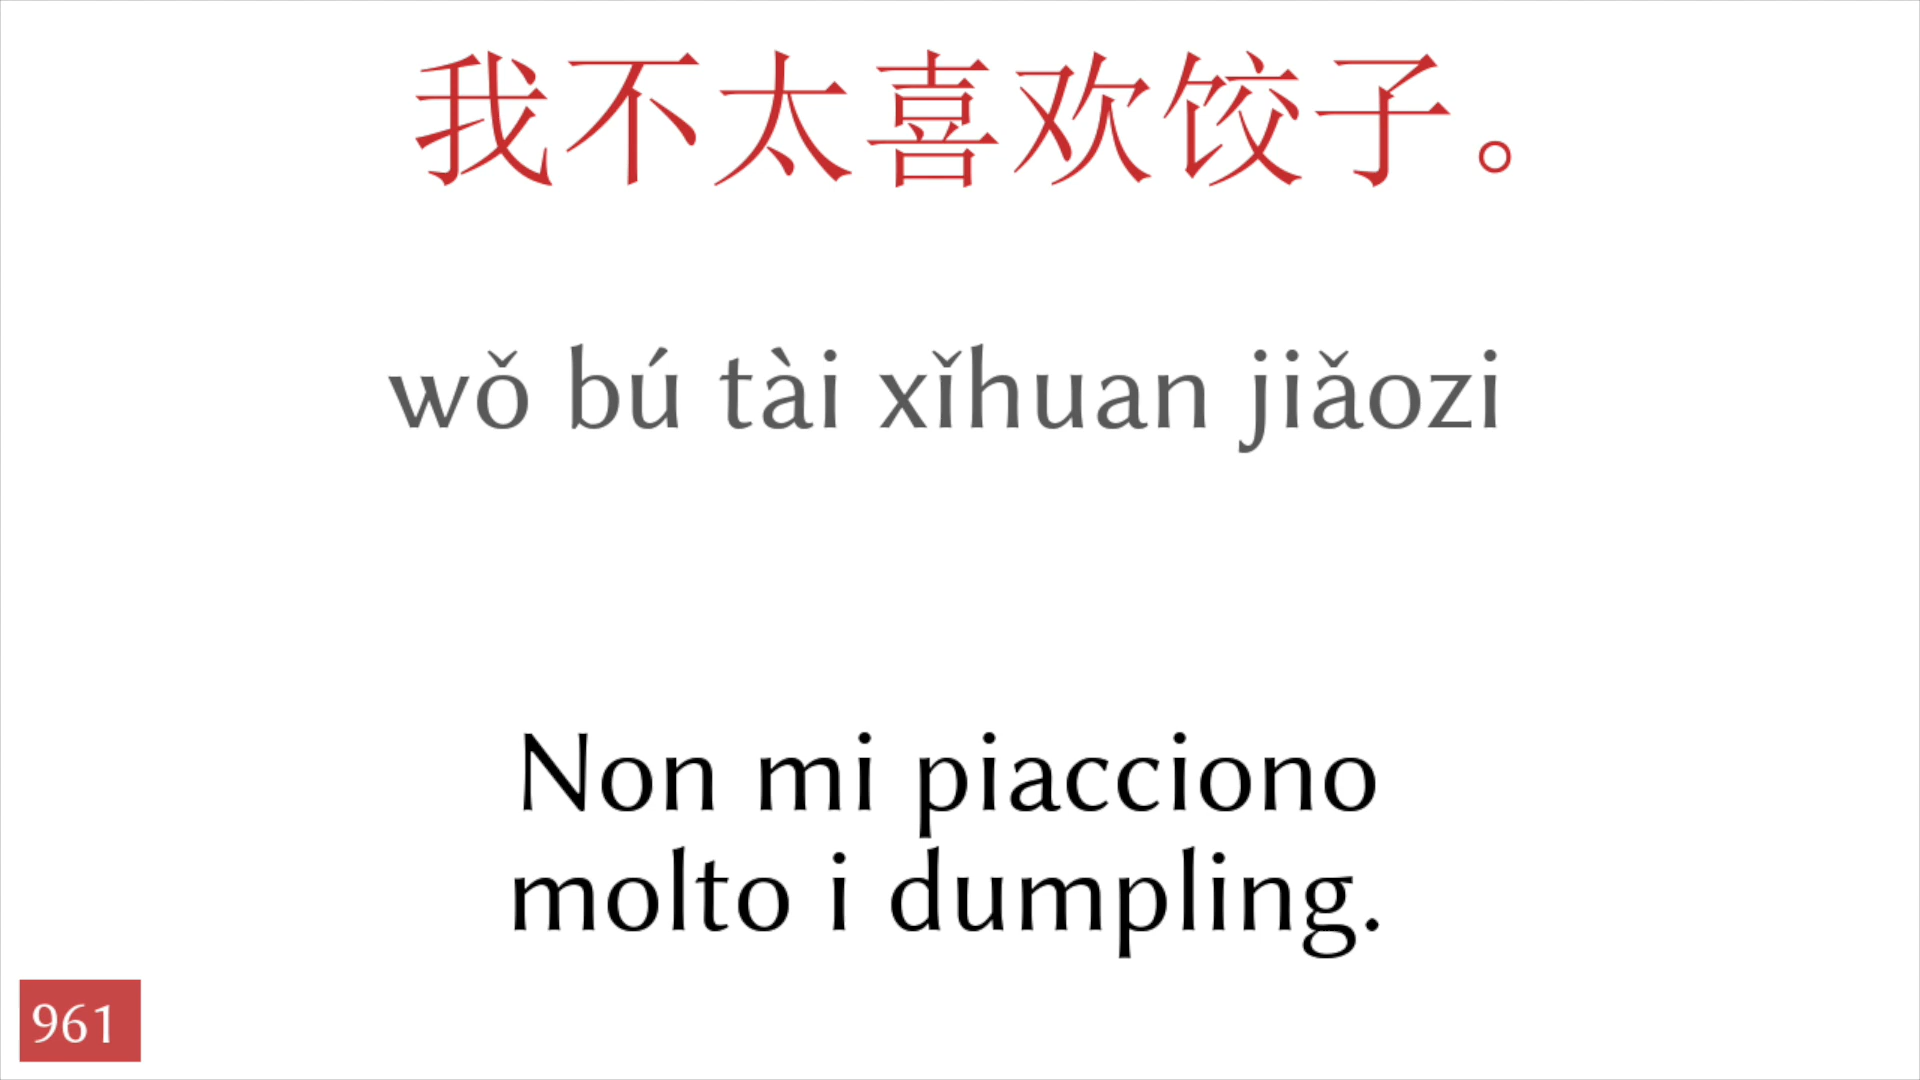 我不太喜欢饺子。
wǒ bú tài xǐhuan jiǎozi
Non mi piacciono
molto i dumpling.
961